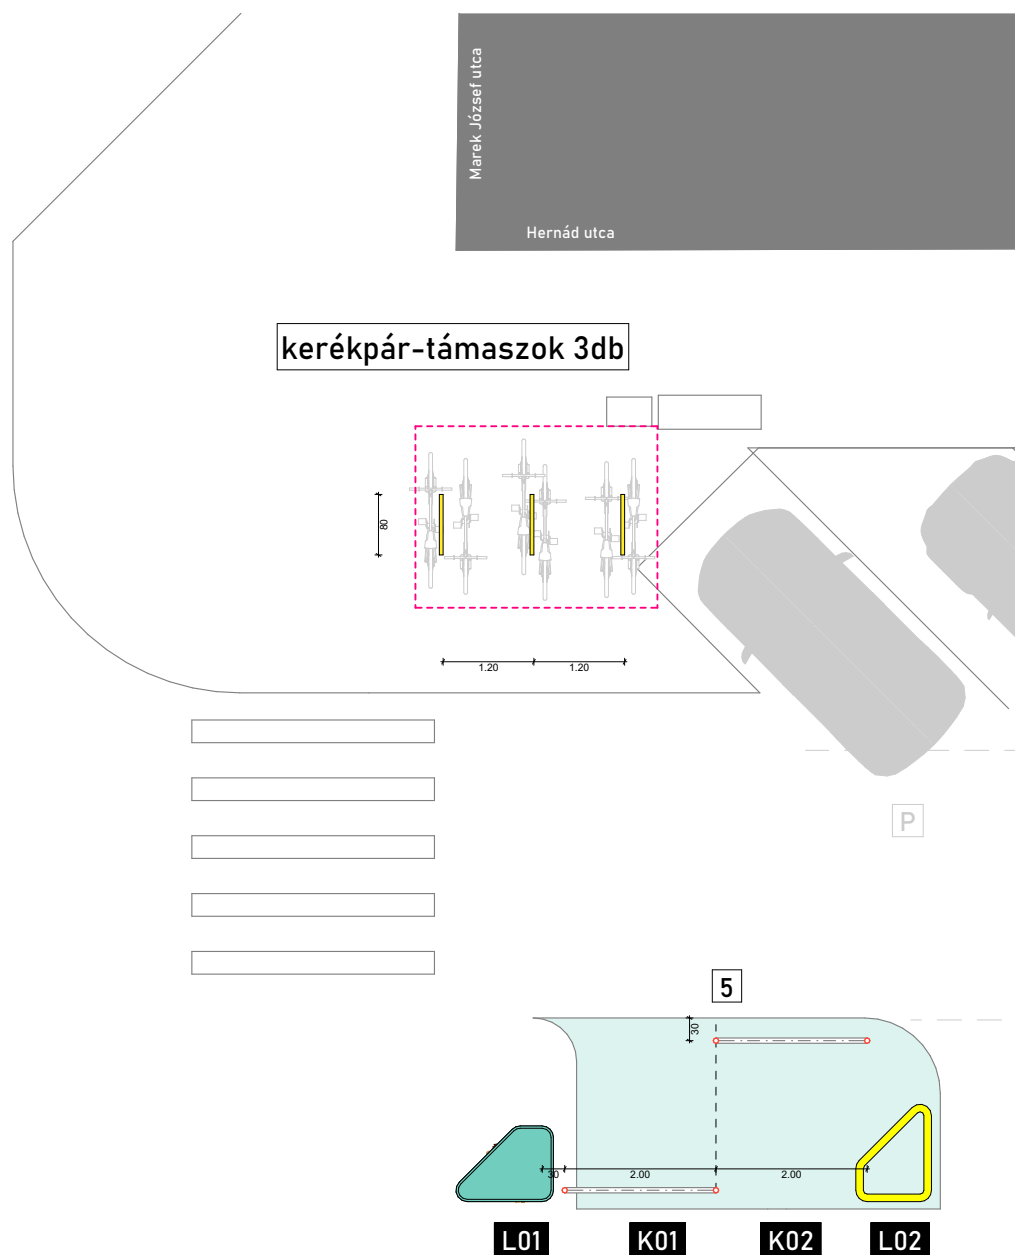 Marek József utca
Hernád utca
kerékpár-támaszok 3db
80
1.20 1.20
P
5
30
30 2.00 2.00
L01 K01 K02 L02